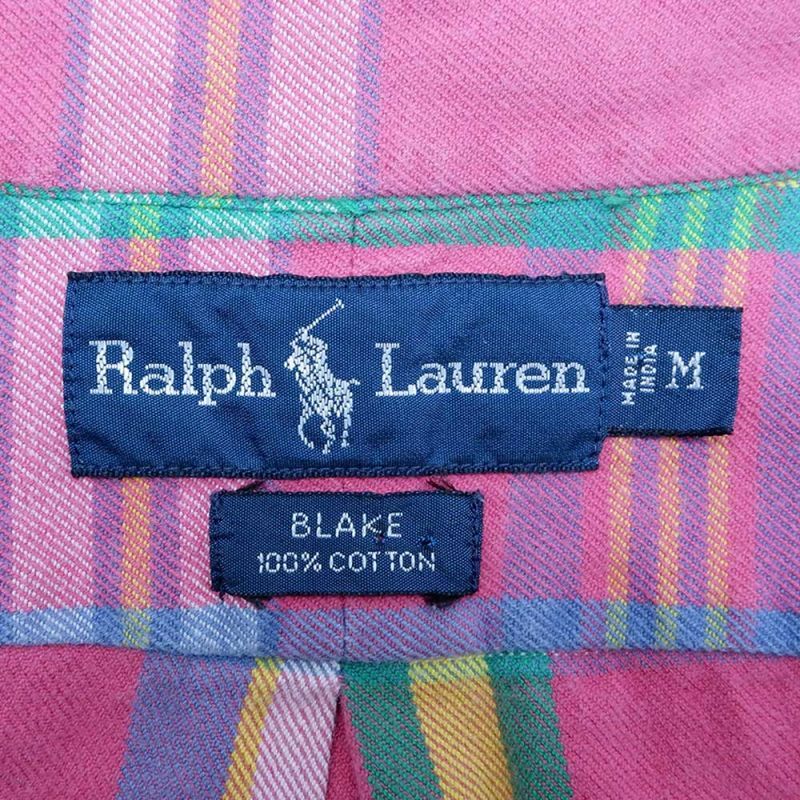 Ralph Lauren
MADE IN
INDIA
M
BLAKE
100% COTTON